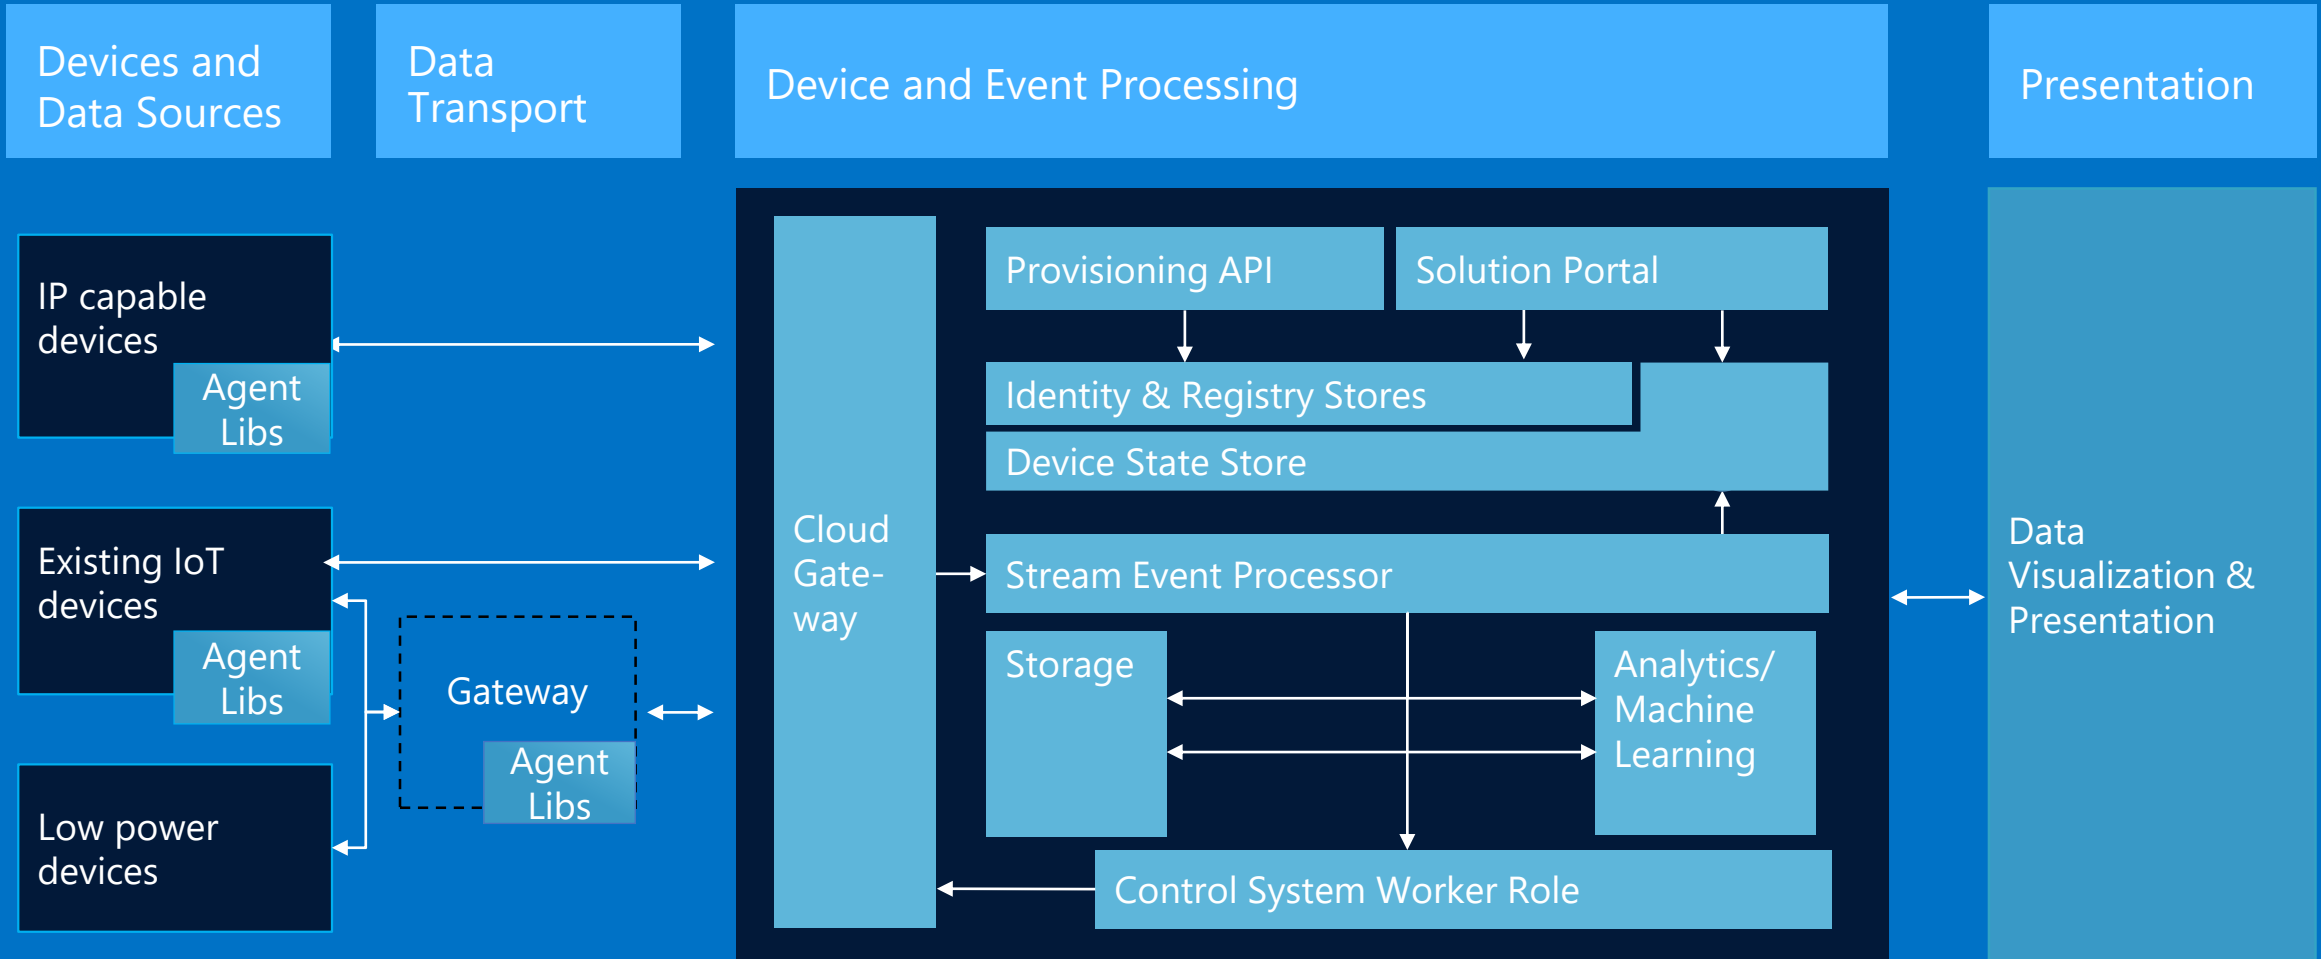 Devices and
Data Sources
Data
Transport
Device and Event Processing
Presentation
IP capable
devices
Agent
Libs
Existing IoT
devices
Agent
Libs
Low power
devices
Gateway
Agent
Libs
Cloud
Gate-
way
Provisioning API
Solution Portal
Identity & Registry Stores
Device State Store
Stream Event Processor
Storage
Analytics/
Machine
Learning
Control System Worker Role
Data
Visualization &
Presentation